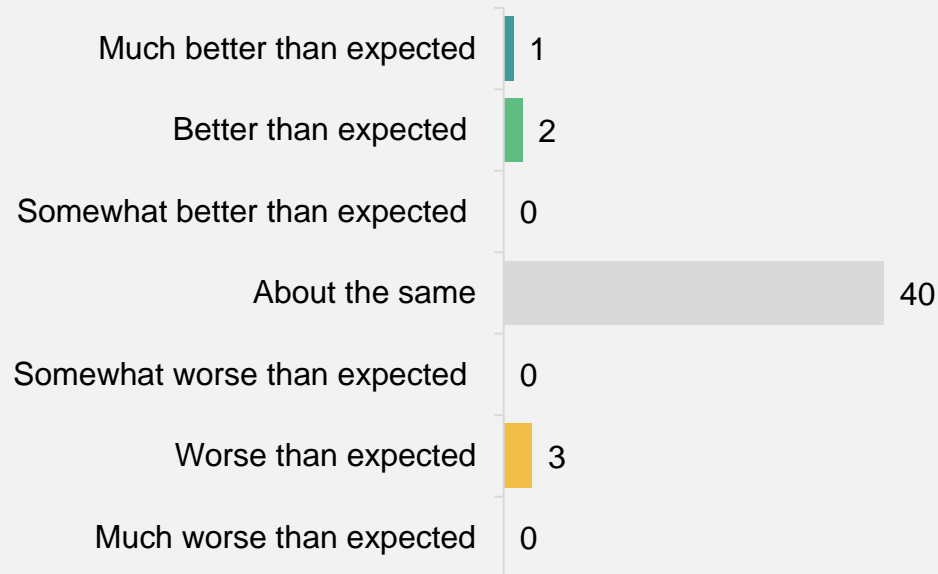 Much better than expected 1
Better than expected 2
Somewhat better than expected 0
About the same 40
Somewhat worse than expected 0
Worse than expected 3
Much worse than expected 0